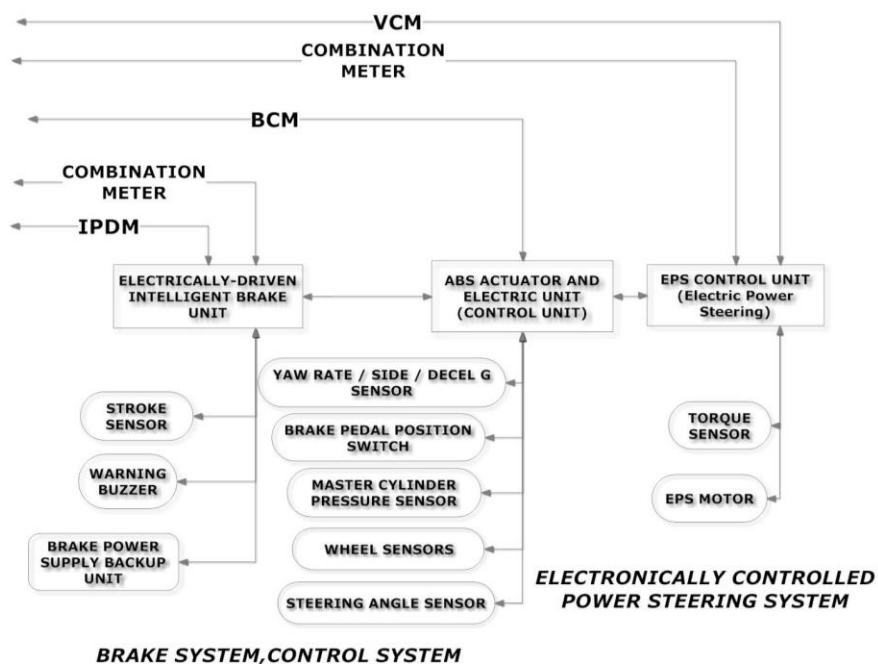 VCM
COMBINATION
METER
BCM
COMBINATION
METER
IPDM
ELECTRICALLY-DRIVEN
INTELLIGENT BRAKE
UNIT
ABS ACTUATOR AND
ELECTRIC UNIT
(CONTROL UNIT)
EPS CONTROL UNIT
(Electric Power
Steering)
STROKE
SENSOR
WARNING
BUZZER
BRAKE POWER
SUPPLY BACKUP
UNIT
YAW RATE / SIDE / DECEL G
SENSOR
BRAKE PEDAL POSITION
SWITCH
MASTER CYLINDER
PRESSURE SENSOR
WHEEL SENSORS
STEERING ANGLE SENSOR
TORQUE
SENSOR
EPS MOTOR
ELECTRONICALLY CONTROLLED
POWER STEERING SYSTEM
BRAKE SYSTEM,CONTROL SYSTEM